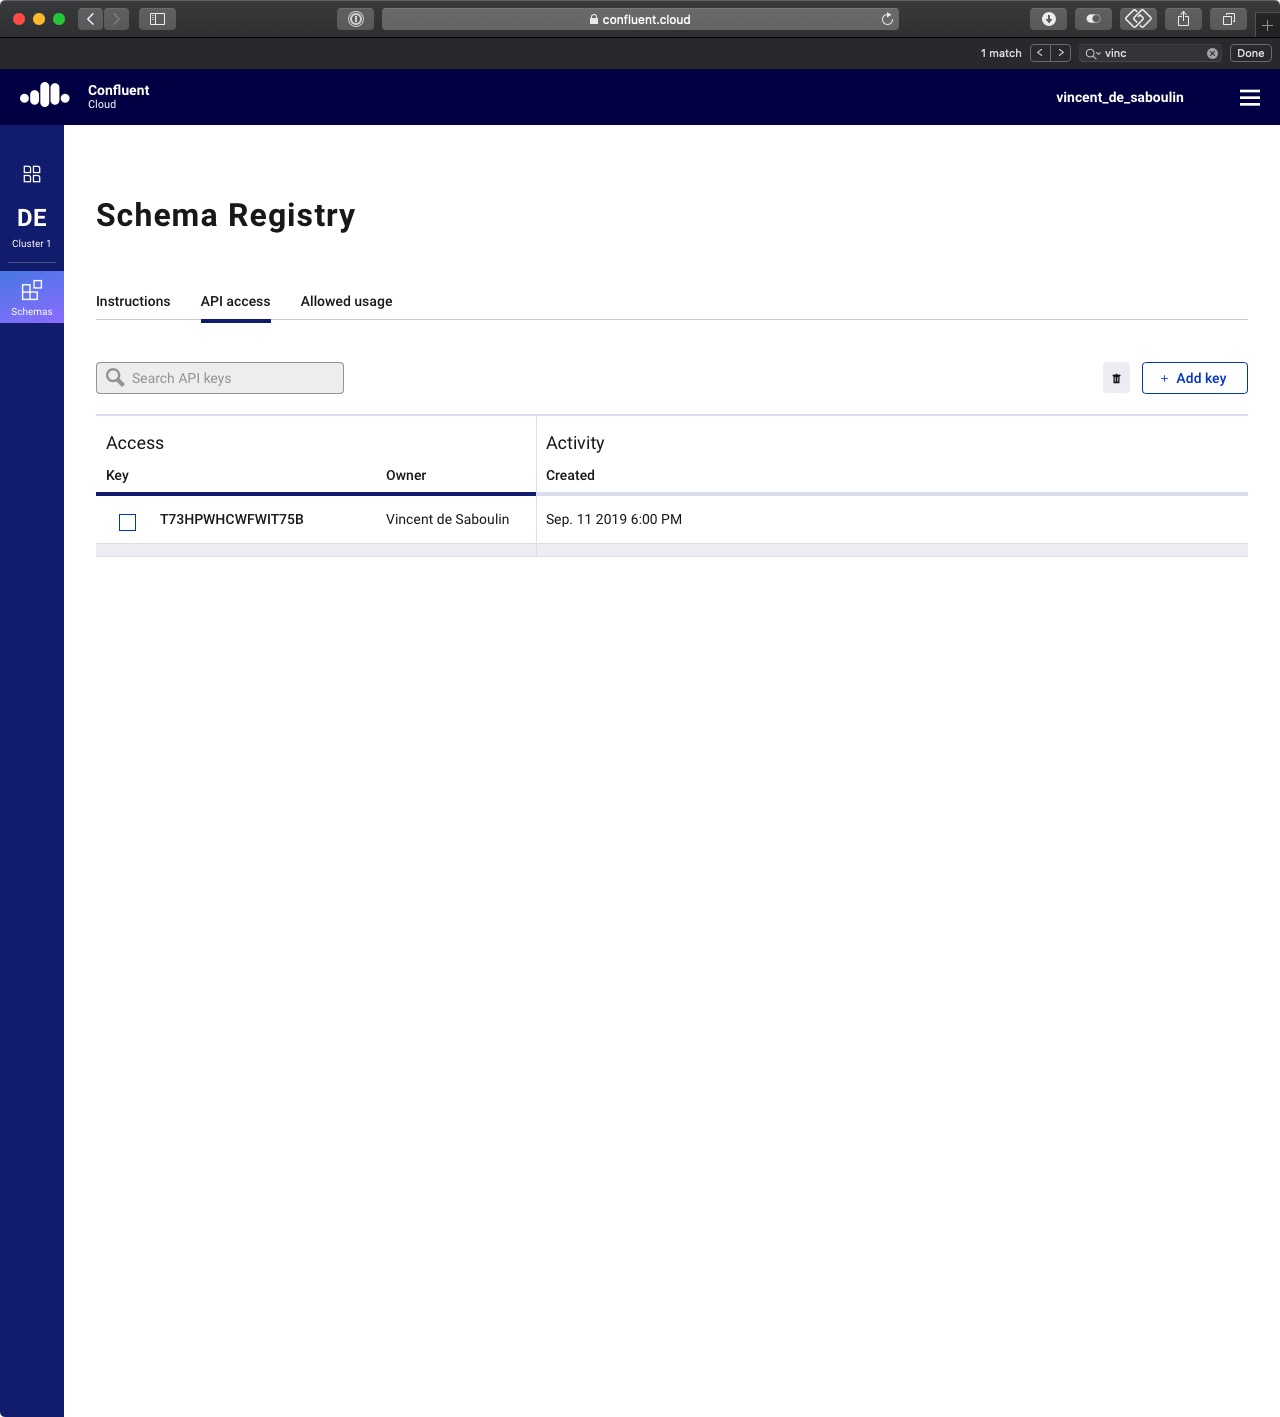 confluent.cloud
1 match
vinc
Done
Confluent
Cloud
vincent_de_saboulin
DE
Cluster 1
Schemas
Schema Registry
Instructions
API access
Allowed usage
Search API keys
+ Add key
Access
Activity
Key
Owner
Created
T73HPWHCWFWIT75B
Vincent de Saboulin
Sep. 11 2019 6:00 PM